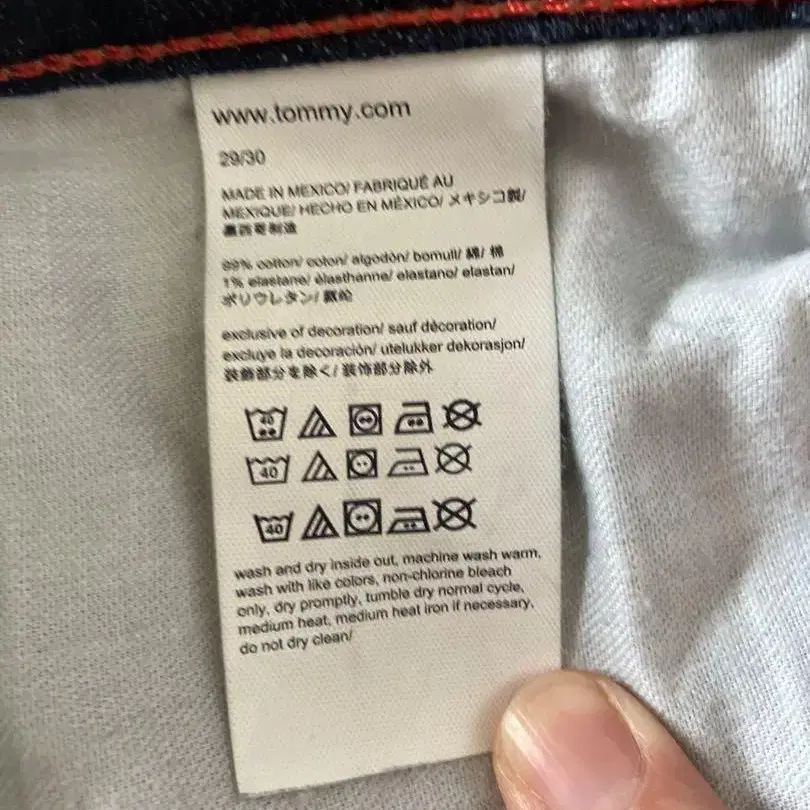 www.tommy.com
29/30
MADE IN MEXICO/ FABRIQUÉ AU
MEXIQUE/ HECHO EN MÉXICO/ メキシコ製/
墨西哥制造
99% cotton/ coton/ algodón/ bomull/ 綿/ 棉
1% elastane/ élasthanne/ elastano/ elastan/
ポリウレタン/ 氨纶
exclusive of decoration/ sauf décoration/
excluye la decoración/ utelukker dekorasjon/
装飾部分を除く/ 装饰部分除外
40
40
40
wash and dry inside out, machine wash warm,
wash with like colors, non-chlorine bleach
only, dry promptly, tumble dry normal cycle,
medium heat, medium heat iron if necessary,
do not dry clean/